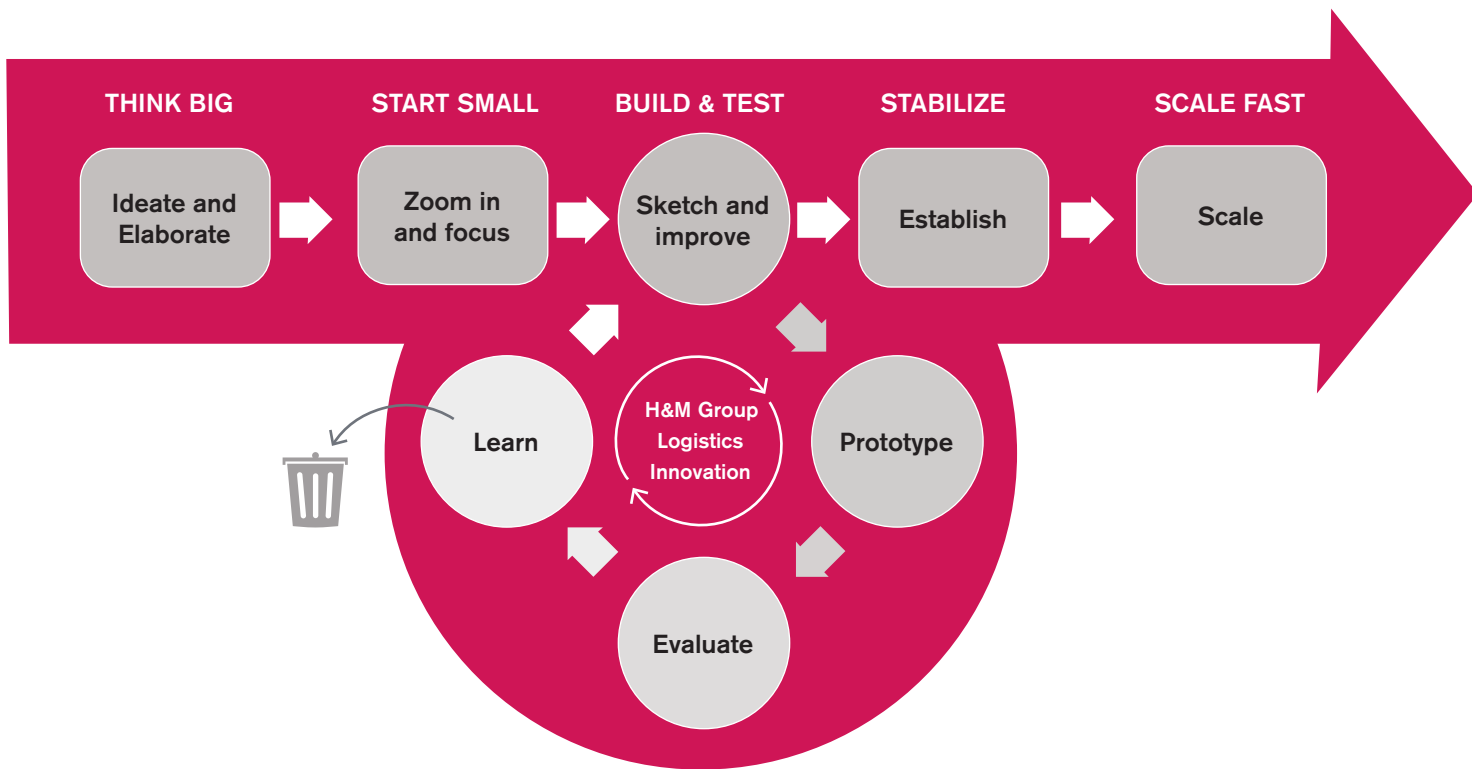 THINK BIG
START SMALL
BUILD & TEST
STABILIZE
SCALE FAST
Ideate and
Elaborate
Zoom in
and focus
Sketch and
improve
Establish
Scale
Learn
H&M Group
Logistics
Innovation
Prototype
Evaluate